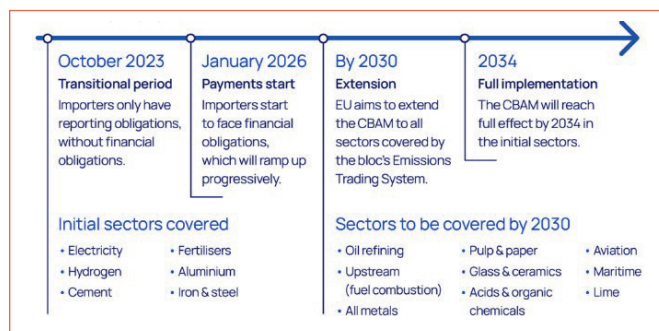 October 2023
Transitional period
Importers only have
reporting obligations,
without financial
obligations.
January 2026
Payments start
Importers start
to face financial
obligations,
which will ramp up
progressively.
By 2030
Extension
EU aims to extend
the CBAM to all
sectors covered by
the bloc's Emissions
Trading System.
2034
Full implementation
The CBAM will reach
full effect by 2034 in
the initial sectors.
Initial sectors covered
• Electricity
• Hydrogen
• Cement
• Fertilisers
• Aluminium
• Iron & steel
Sectors to be covered by 2030
• Oil refining
• Upstream
(fuel combustion)
• All metals
• Pulp & paper
• Glass & ceramics
• Acids & organic
chemicals
• Aviation
• Maritime
• Lime